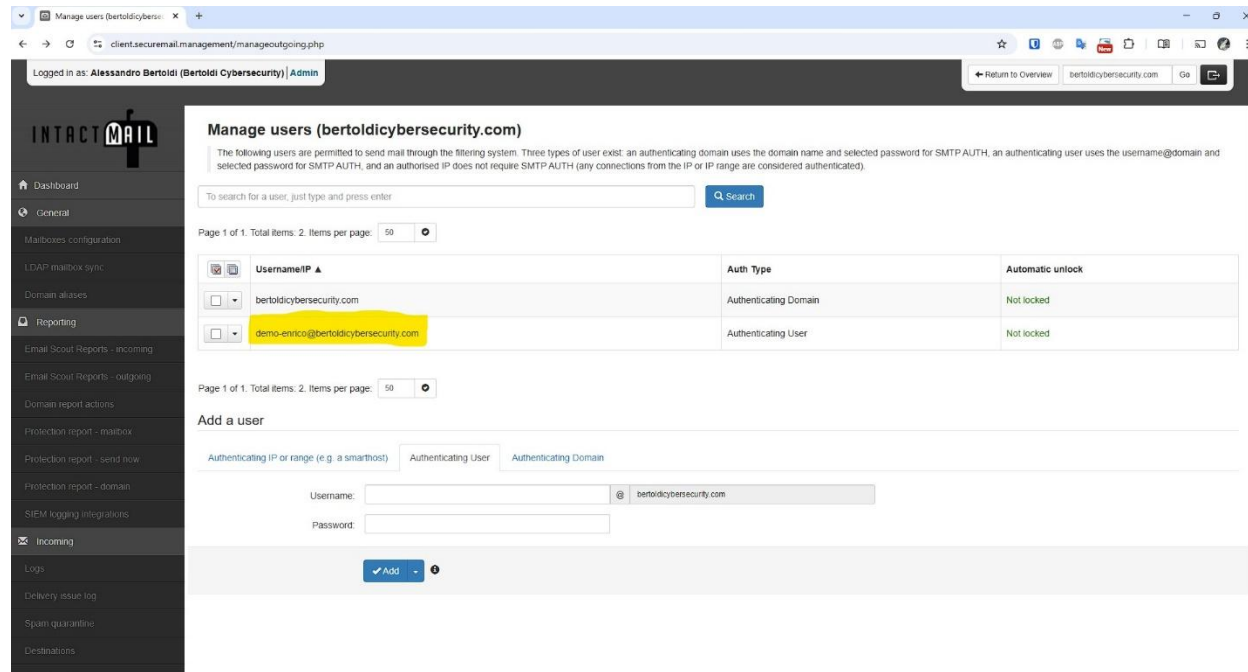 Manage users (bertoldicyberse
client.securemail.management/manageoutgoing.php
New
Logged in as: Alessandro Bertoldi (Bertoldi Cybersecurity) | Admin
Return to Overview
bertoldicybersecurity.com
Go
INTACTMAIL
Dashboard
General
Mailboxes configuration
LDAP mailbox sync
Domain aliases
Reporting
Email Scout Reports - incoming
Email Scout Reports - outgoing
Domain report actions
Protection report - mailbox
Protection report - send now
Protection report - domain
SIEM logging integrations
Incoming
Logs
Delivery issue log
Spam quarantine
Destinations
Manage users (bertoldicybersecurity.com)
The following users are permitted to send mail through the filtering system. Three types of user exist: an authenticating domain uses the domain name and selected password for SMTP AUTH, an authenticating user uses the username@domain and
selected password for SMTP AUTH, and an authorised IP does not require SMTP AUTH (any connections from the IP or IP range are considered authenticated).
To search for a user, just type and press enter
Search
Page 1 of 1. Total items: 2. Items per page: 50
Username/IP ▲ Auth Type Automatic unlock
bertoldicybersecurity.com Authenticating Domain Not locked
demo-enrico@bertoldicybersecurity.com Authenticating User Not locked
Page 1 of 1. Total items: 2. Items per page: 50
Add a user
Authenticating IP or range (e.g. a smarthost) Authenticating User Authenticating Domain
Username: @ bertoldicybersecurity.com
Password:
Add